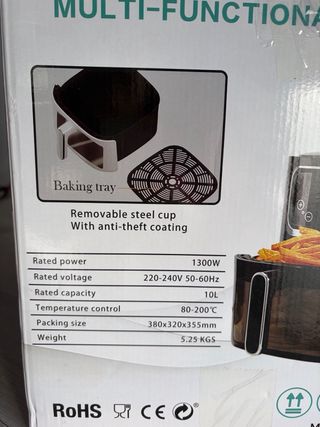 MULTI-FUNCTIONA
Baking tray
Removable steel cup
With anti-theft coating
Rated power 1300W
Rated voltage 220-240V 50-60Hz
Rated capacity 10L
Temperature control 80-200℃
Packing size 380x320x355mm
Weight 5.25 KGS
RoHS CE
M